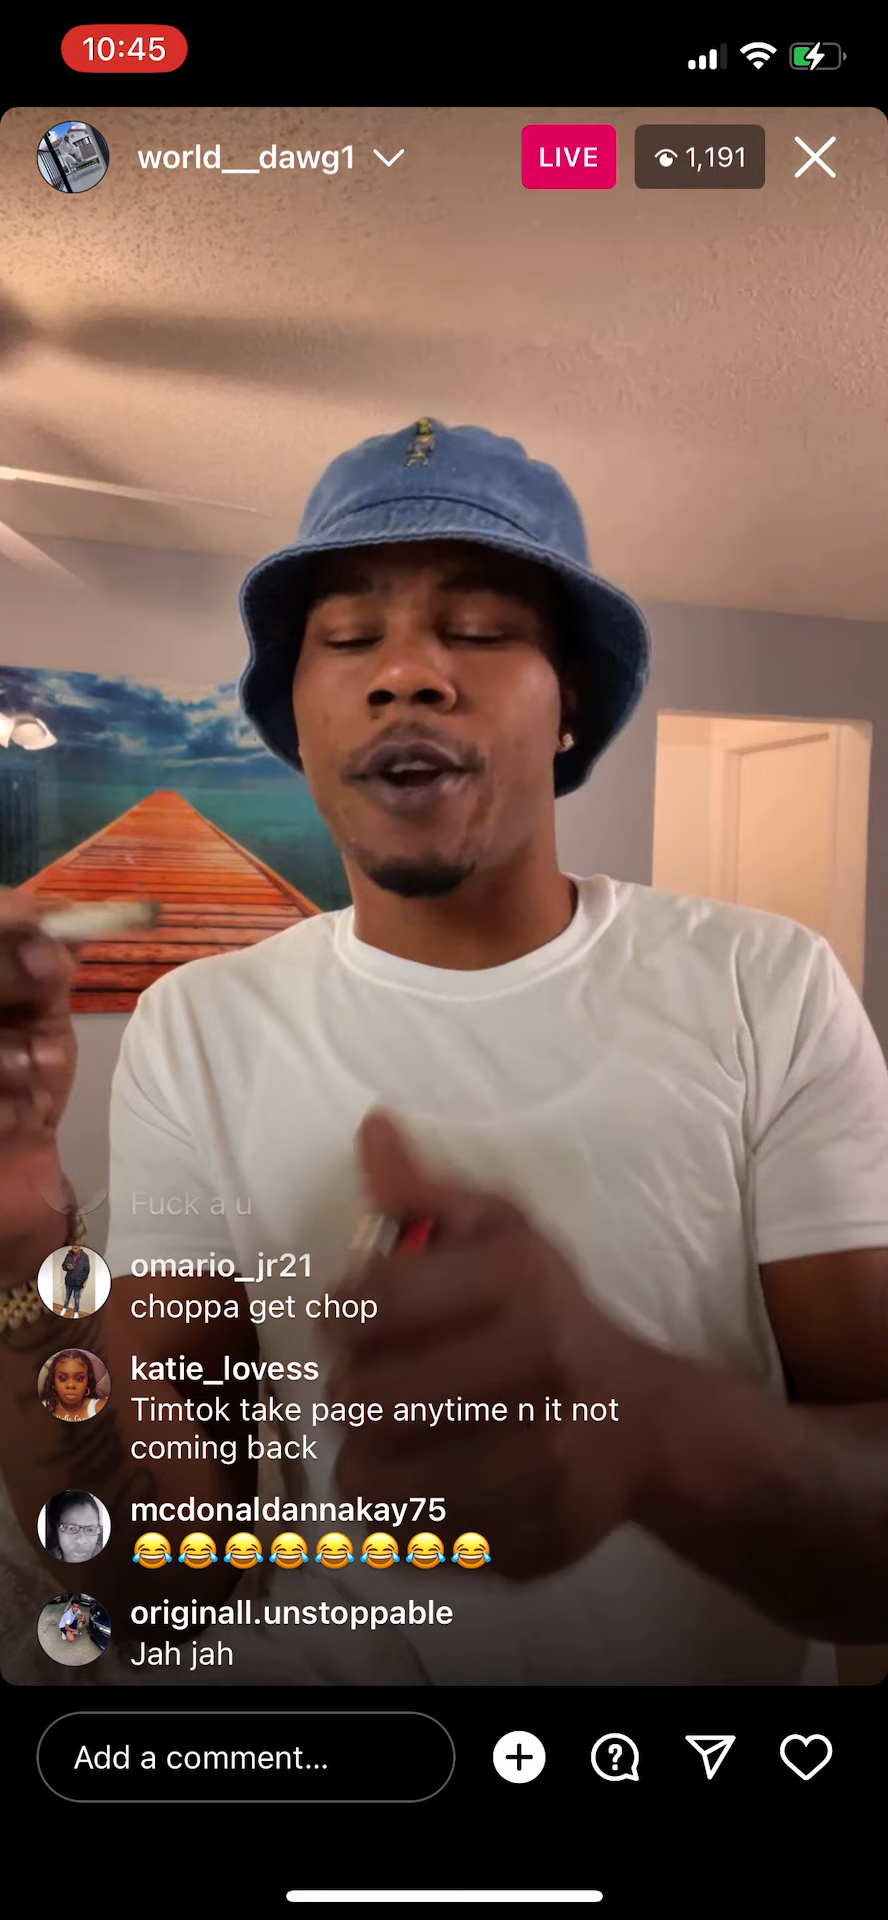 10:45
world__dawg1
LIVE
1,191
Fuck a u
omario_jr21
choppa get chop
katie_lovess
Timtok take page anytime n it not
coming back
mcdonaldannakay75
😂😂😂😂😂😂😂😂
originall.unstoppable
Jah jah
Add a comment...